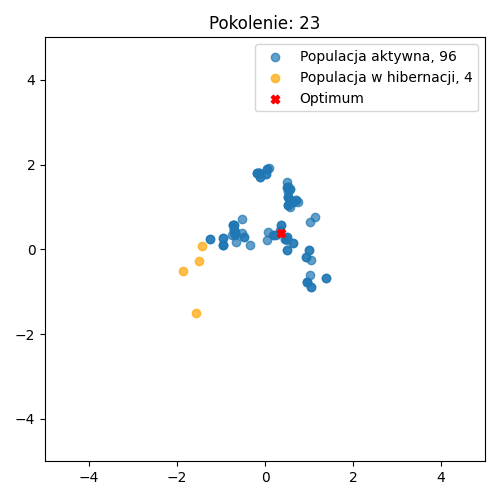 Pokolenie: 23
Populacja aktywna, 96
Populacja w hibernacji, 4
Optimum
4
2
0
−2
−4
−4 −2 0 2 4